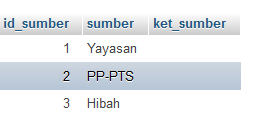 id_sumber sumber ket_sumber
1 Yayasan
2 PP-PTS
3 Hibah